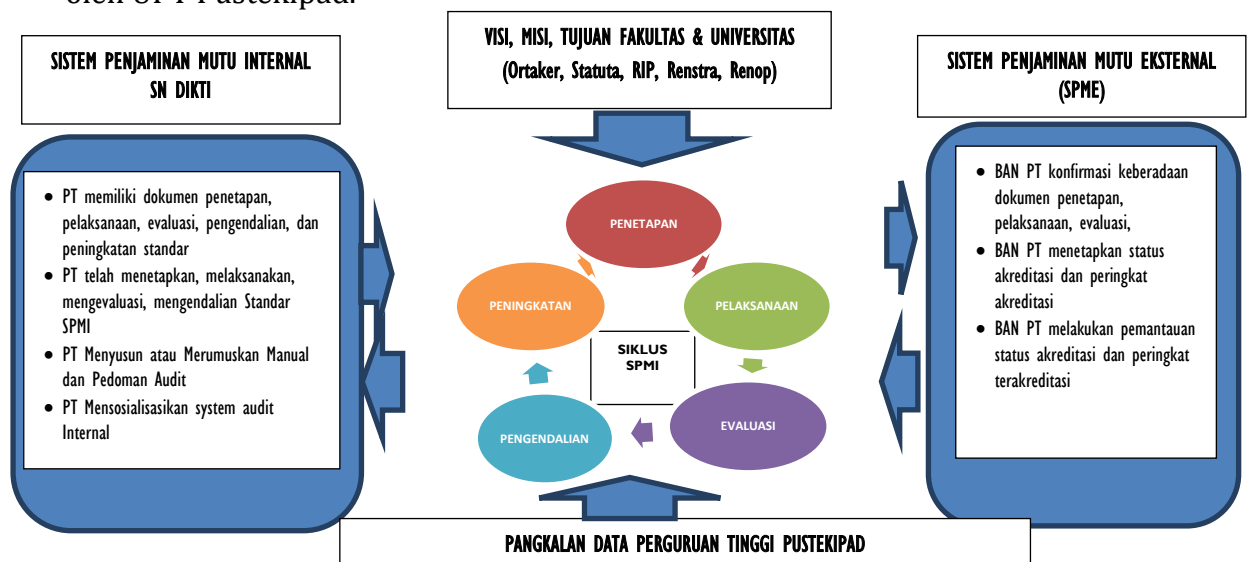 oleh UPT Pustekipad.
VISI, MISI, TUJUAN FAKULTAS & UNIVERSITAS
(Ortaker, Statuta, RIP, Renstra, Renop)
SISTEM PENJAMINAN MUTU INTERNAL
SN DIKTI
SISTEM PENJAMINAN MUTU EKSTERNAL
(SPME)
• PT memiliki dokumen penetapan,
pelaksanaan, evaluasi, pengendalian, dan
peningkatan standar
• PT telah menetapkan, melaksanakan,
mengevaluasi, mengendalian Standar
SPMI
• PT Menyusun atau Merumuskan Manual
dan Pedoman Audit
• PT Mensosialisasikan system audit
Internal
PENETAPAN
PENINGKATAN
PELAKSANAAN
SIKLUS
SPMI
PENGENDALIAN
EVALUASI
• BAN PT konfirmasi keberadaan
dokumen penetapan,
pelaksanaan, evaluasi,
• BAN PT menetapkan status
akreditasi dan peringkat
akreditasi
• BAN PT melakukan pemantauan
status akreditasi dan peringkat
terakreditasi
PANGKALAN DATA PERGURUAN TINGGI PUSTEKIPAD